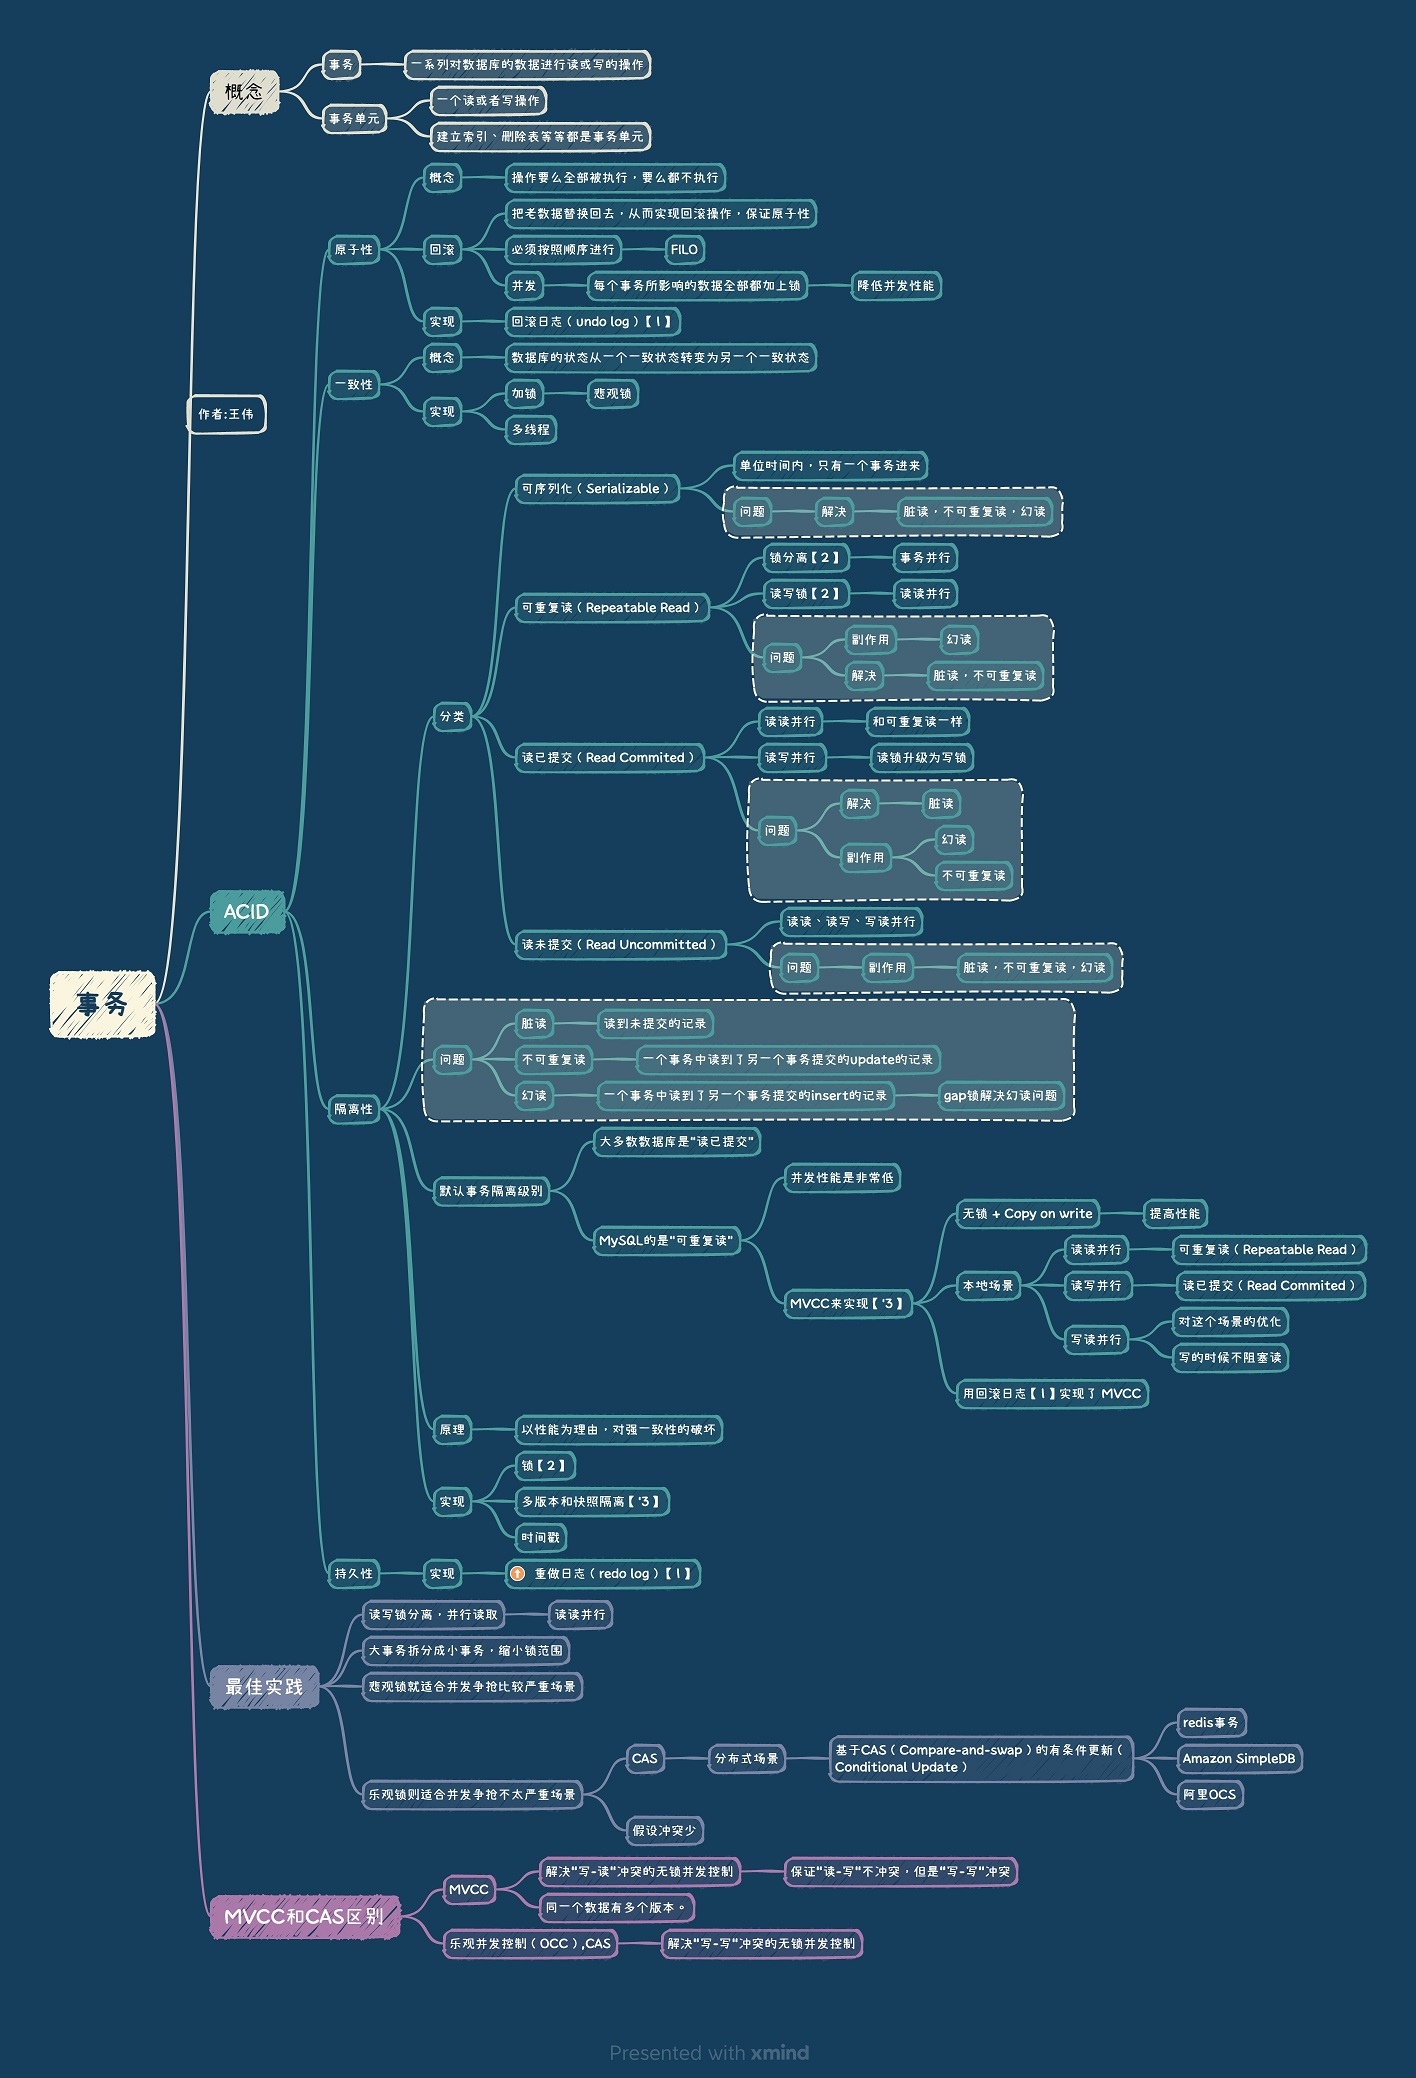 事务
概念
事务
一系列对数据库的数据进行读或写的操作
事务单元
一个读或者写操作
建立索引、删除表等等都是事务单元
作者:王伟
ACID
原子性
概念
操作要么全部被执行，要么都不执行
回滚
把老数据替换回去，从而实现回滚操作，保证原子性
必须按照顺序进行
FILO
并发
每个事务所影响的数据全部都加上锁
降低并发性能
实现
回滚日志（undo log）【1】
一致性
概念
数据库的状态从一个一致状态转变为另一个一致状态
实现
加锁
悲观锁
多线程
隔离性
分类
可序列化（Serializable）
单位时间内，只有一个事务进来
问题
解决
脏读，不可重复读，幻读
可重复读（Repeatable Read）
锁分离【2】
事务并行
读写锁【2】
读读并行
问题
副作用
幻读
解决
脏读，不可重复读
读已提交（Read Commited）
读读并行
和可重复读一样
读写并行
读锁升级为写锁
问题
解决
脏读
副作用
幻读
不可重复读
读未提交（Read Uncommitted）
读读、读写、写读并行
问题
副作用
脏读，不可重复读，幻读
问题
脏读
读到未提交的记录
不可重复读
一个事务中读到了另一个事务提交的update的记录
幻读
一个事务中读到了另一个事务提交的insert的记录
gap锁解决幻读问题
默认事务隔离级别
大多数数据库是“读已提交”
MySQL的是“可重复读”
并发性能是非常低
MVCC来实现【‘3】
无锁 + Copy on write
提高性能
本地场景
读读并行
可重复读（Repeatable Read）
读写并行
读已提交（Read Commited）
写读并行
对这个场景的优化
写的时候不阻塞读
用回滚日志【1】实现了 MVCC
原理
以性能为理由，对强一致性的破坏
实现
锁【2】
多版本和快照隔离【‘3】
时间戳
持久性
实现
重做日志（redo log）【1】
最佳实践
读写锁分离，并行读取
读读并行
大事务拆分成小事务，缩小锁范围
悲观锁就适合并发争抢比较严重场景
乐观锁则适合并发争抢不太严重场景
CAS
分布式场景
基于CAS（Compare-and-swap）的有条件更新（
Conditional Update）
redis事务
Amazon SimpleDB
阿里OCS
假设冲突少
MVCC和CAS区别
MVCC
解决“写-读”冲突的无锁并发控制
保证“读-写”不冲突，但是“写-写”冲突
同一个数据有多个版本。
乐观并发控制（OCC）,CAS
解决“写-写”冲突的无锁并发控制
Presented with xmind